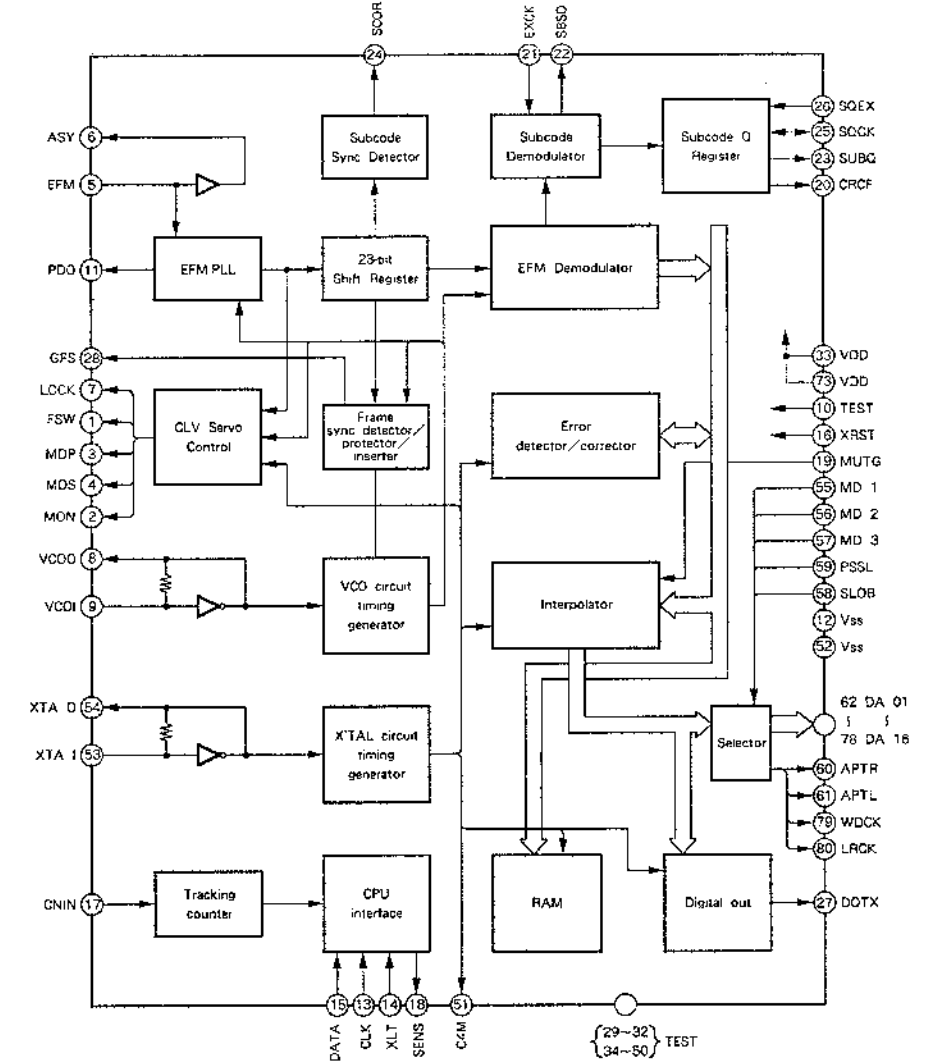 SCOR
EXCK
SBSO
24
21
22
ASY 6
EFM 5
PDO 11
GFS 28
LOCK 7
FSW 1
MDP 3
MDS 4
MON 2
VCOO 8
VCOI 9
XTA O 54
XTA I 53
CNIN 17
Subcode
Sync Detector
Subcode
Demodulator
Subcode Q
Register
26 SQEX
25 SQCK
23 SUBQ
20 CRCF
EFM PLL
23-bit
Shift Register
EFM Demodulator
33 VDD
73 VDD
10 TEST
16 XRST
19 MUTG
55 MD 1
56 MD 2
57 MD 3
59 PSSL
58 SLOB
12 Vss
52 Vss
CLV Servo
Control
Frame
sync detector/
protector/
inserter
Error
detector/corrector
VCO circuit
timing
generator
Interpolator
XTAL circuit
timing
generator
Selector
62 DA 01
78 DA 16
60 APTR
61 APTL
79 WDCK
80 LRCK
27 DOTX
Tracking
counter
CPU
interface
RAM
Digital out
15
13
14
18
51
DATA
CLK
XLT
SENS
C4M
29~32
34~50
TEST